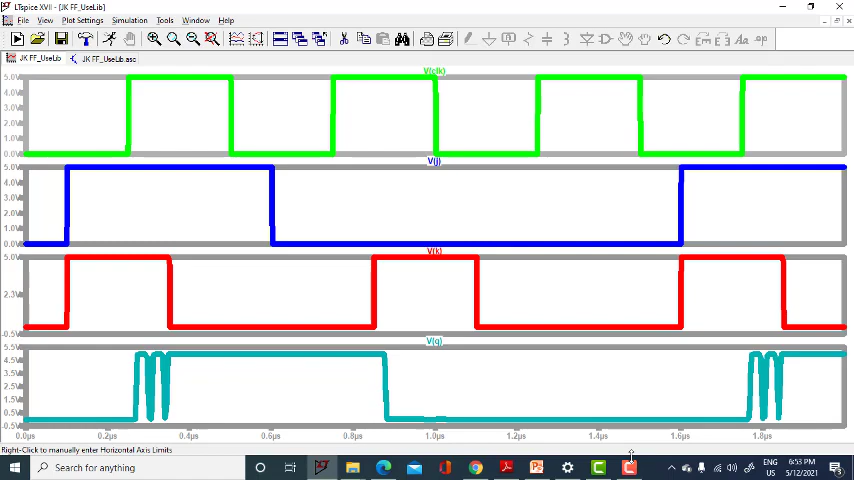 LTspice XVII - [JK FF_UseLib]
File View Plot Settings Simulation Tools Window Help
JK FF_UseLib JK FF_UseLib.asc
V(clk)
5.0V
4.0V
3.0V
2.0V
1.0V
0.0V
V(j)
5.0V
4.0V
3.0V
2.0V
1.0V
0.0V
V(k)
5.0V
2.3V
-0.5V
V(q)
5.5V
4.5V
3.5V
2.5V
1.5V
0.5V
-0.5V
0.0µs 0.2µs 0.4µs 0.6µs 0.8µs 1.0µs 1.2µs 1.4µs 1.6µs 1.8µs
Right-Click to manually enter Horizontal Axis Limits
Search for anything
ENG
KU
6:53 PM
5/12/2021